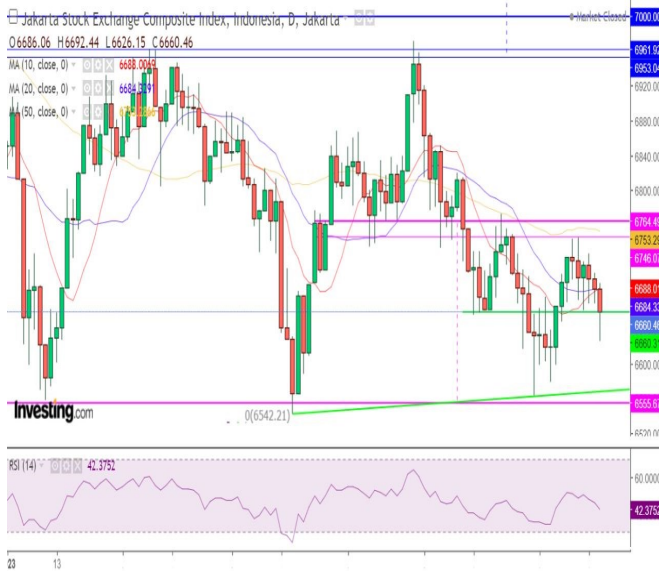 Jakarta Stock Exchange Composite Index, Indonesia, D, Jakarta
Market Closed
O6686.06 H6692.44 L6626.15 C6660.46
MA (10, close, 0) 6688.0069
MA (20, close, 0)
MA (50, close, 0)
7000.00
6961.92
6953.04
6920.00
6880.00
6840.00
6800.00
6764.49
6753.29
6746.07
6688.01
6684.33
6660.46
6660.31
6600.00
6555.67
6520.00
Investing.com
0(6542.21)
RSI (14) 42.3752
60.0000
42.3752
23 13